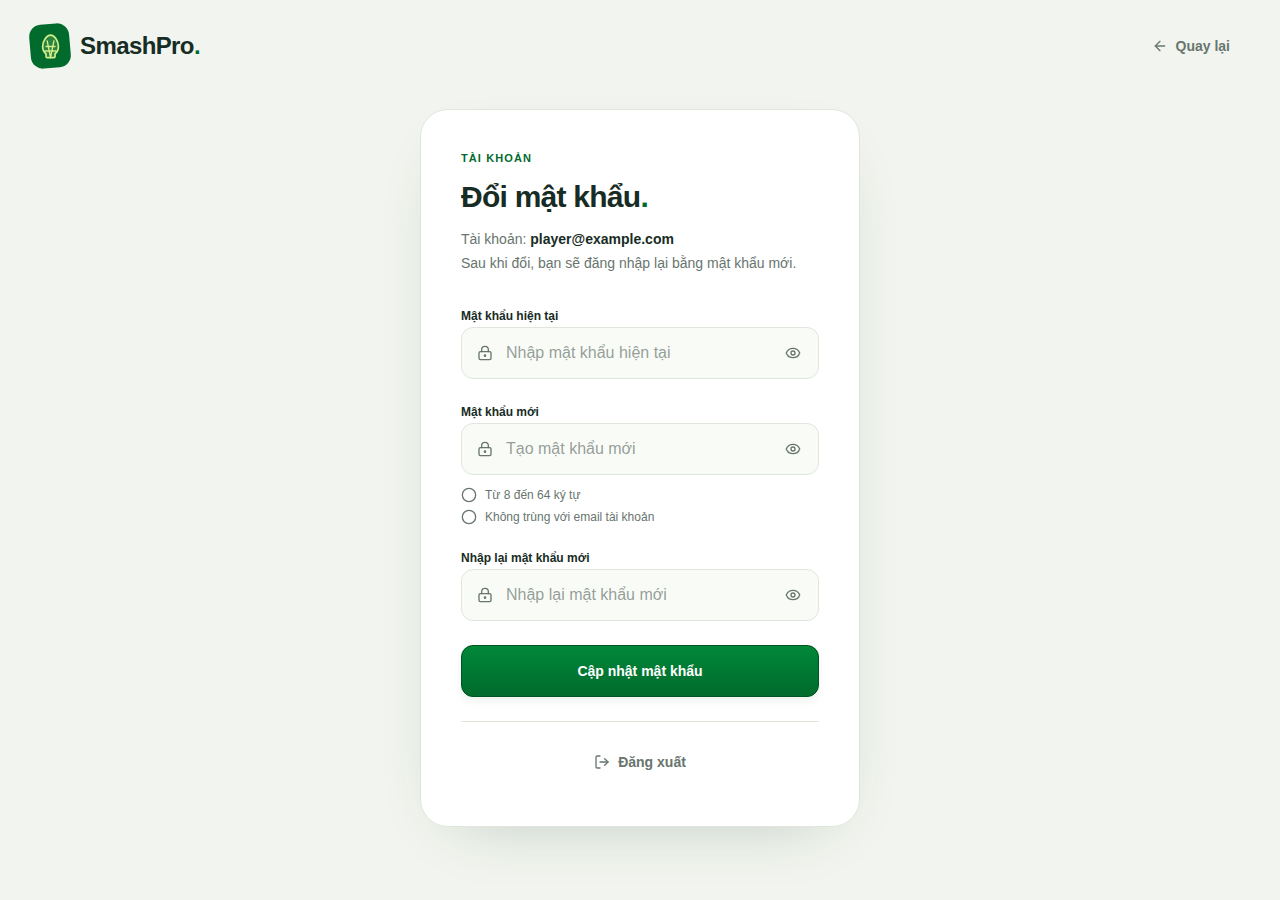 SmashPro.
Quay lại
TÀI KHOẢN
Đổi mật khẩu.
Tài khoản: player@example.com
Sau khi đổi, bạn sẽ đăng nhập lại bằng mật khẩu mới.
Mật khẩu hiện tại
Nhập mật khẩu hiện tại
Mật khẩu mới
Tạo mật khẩu mới
Từ 8 đến 64 ký tự
Không trùng với email tài khoản
Nhập lại mật khẩu mới
Nhập lại mật khẩu mới
Cập nhật mật khẩu
Đăng xuất